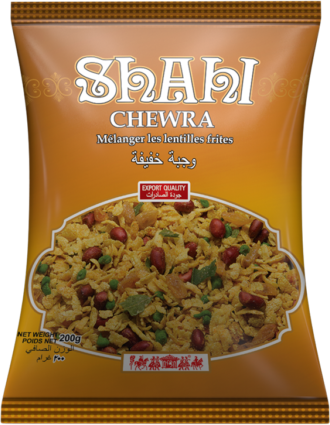 SHAHI
CHEWRA
Mélanger les lentilles frites
وجبة خفيفة
EXPORT QUALITY
جودة الصادرات
NET WEIGHT
POIDS NET 200g
الوزن الصافي
٢٠٠ غرام